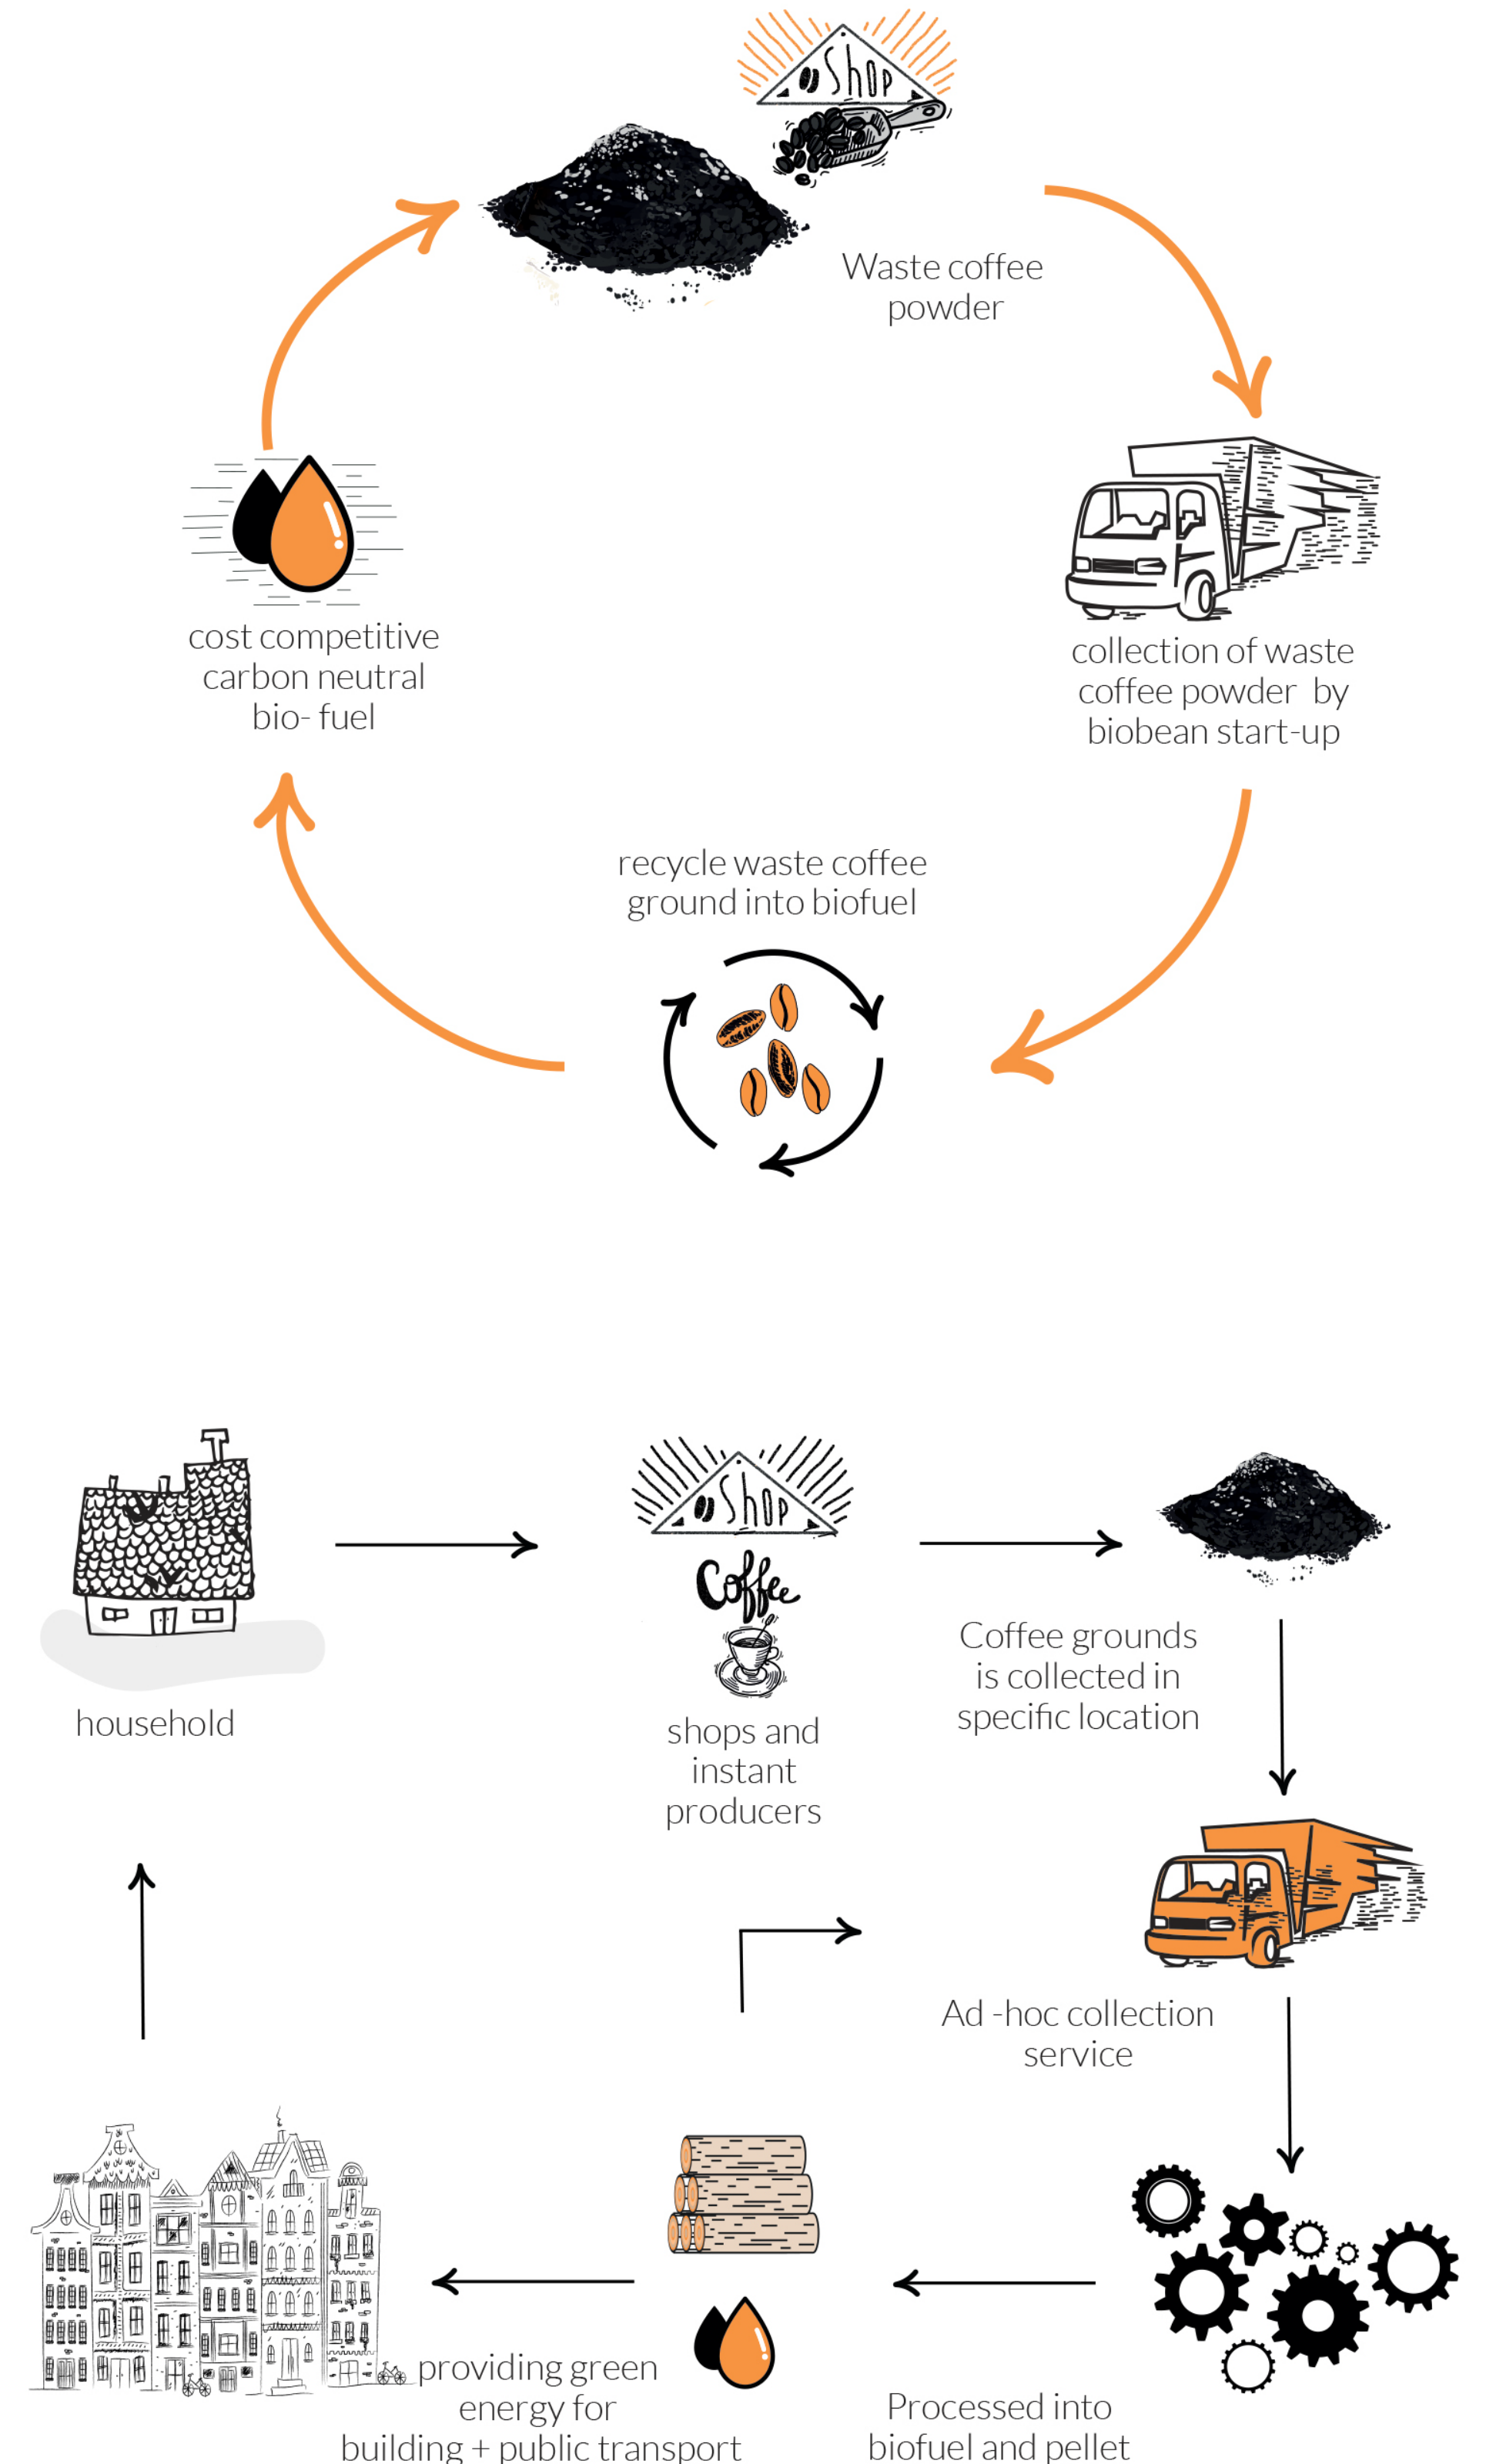 Shop
Waste coffee
powder
cost competitive
carbon neutral
bio- fuel
collection of waste
coffee powder by
biobean start-up
recycle waste coffee
ground into biofuel
Shop
Coffee
household
shops and
instant
producers
Coffee grounds
is collected in
specific location
Ad -hoc collection
service
providing green
energy for
building + public transport
Processed into
biofuel and pellet